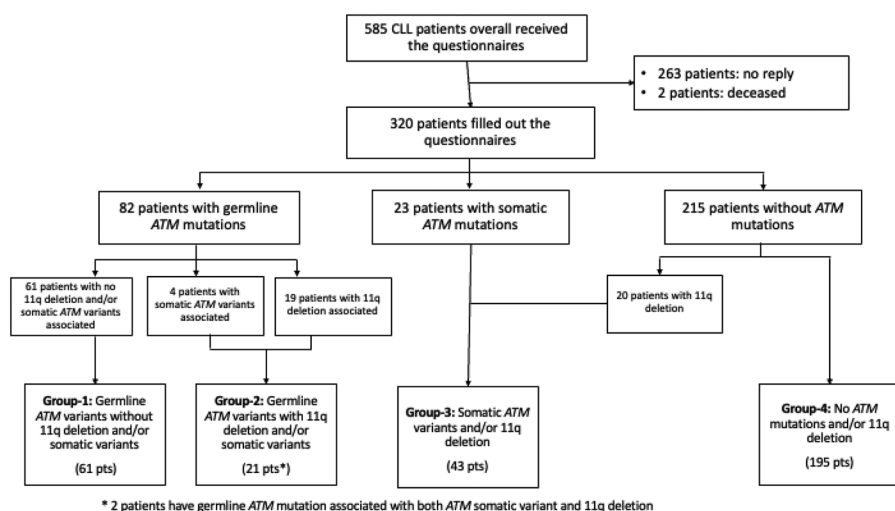 585 CLL patients overall received
the questionnaires
• 263 patients: no reply
• 2 patients: deceased
320 patients filled out the
questionnaires
82 patients with germline
ATM mutations
23 patients with somatic
ATM mutations
215 patients without ATM
mutations
61 patients with no
11q deletion and/or
somatic ATM variants
associated
4 patients with
somatic ATM variants
associated
19 patients with 11q
deletion associated
20 patients with 11q
deletion
Group-1: Germline
ATM variants without
11q deletion and/or
somatic variants
(61 pts)
Group-2: Germline
ATM variants with 11q
deletion and/or
somatic variants
(21 pts*)
Group-3: Somatic ATM
variants and/or 11q
deletion
(43 pts)
Group-4: No ATM
mutations and/or 11q
deletion
(195 pts)
* 2 patients have germline ATM mutation associated with both ATM somatic variant and 11q deletion